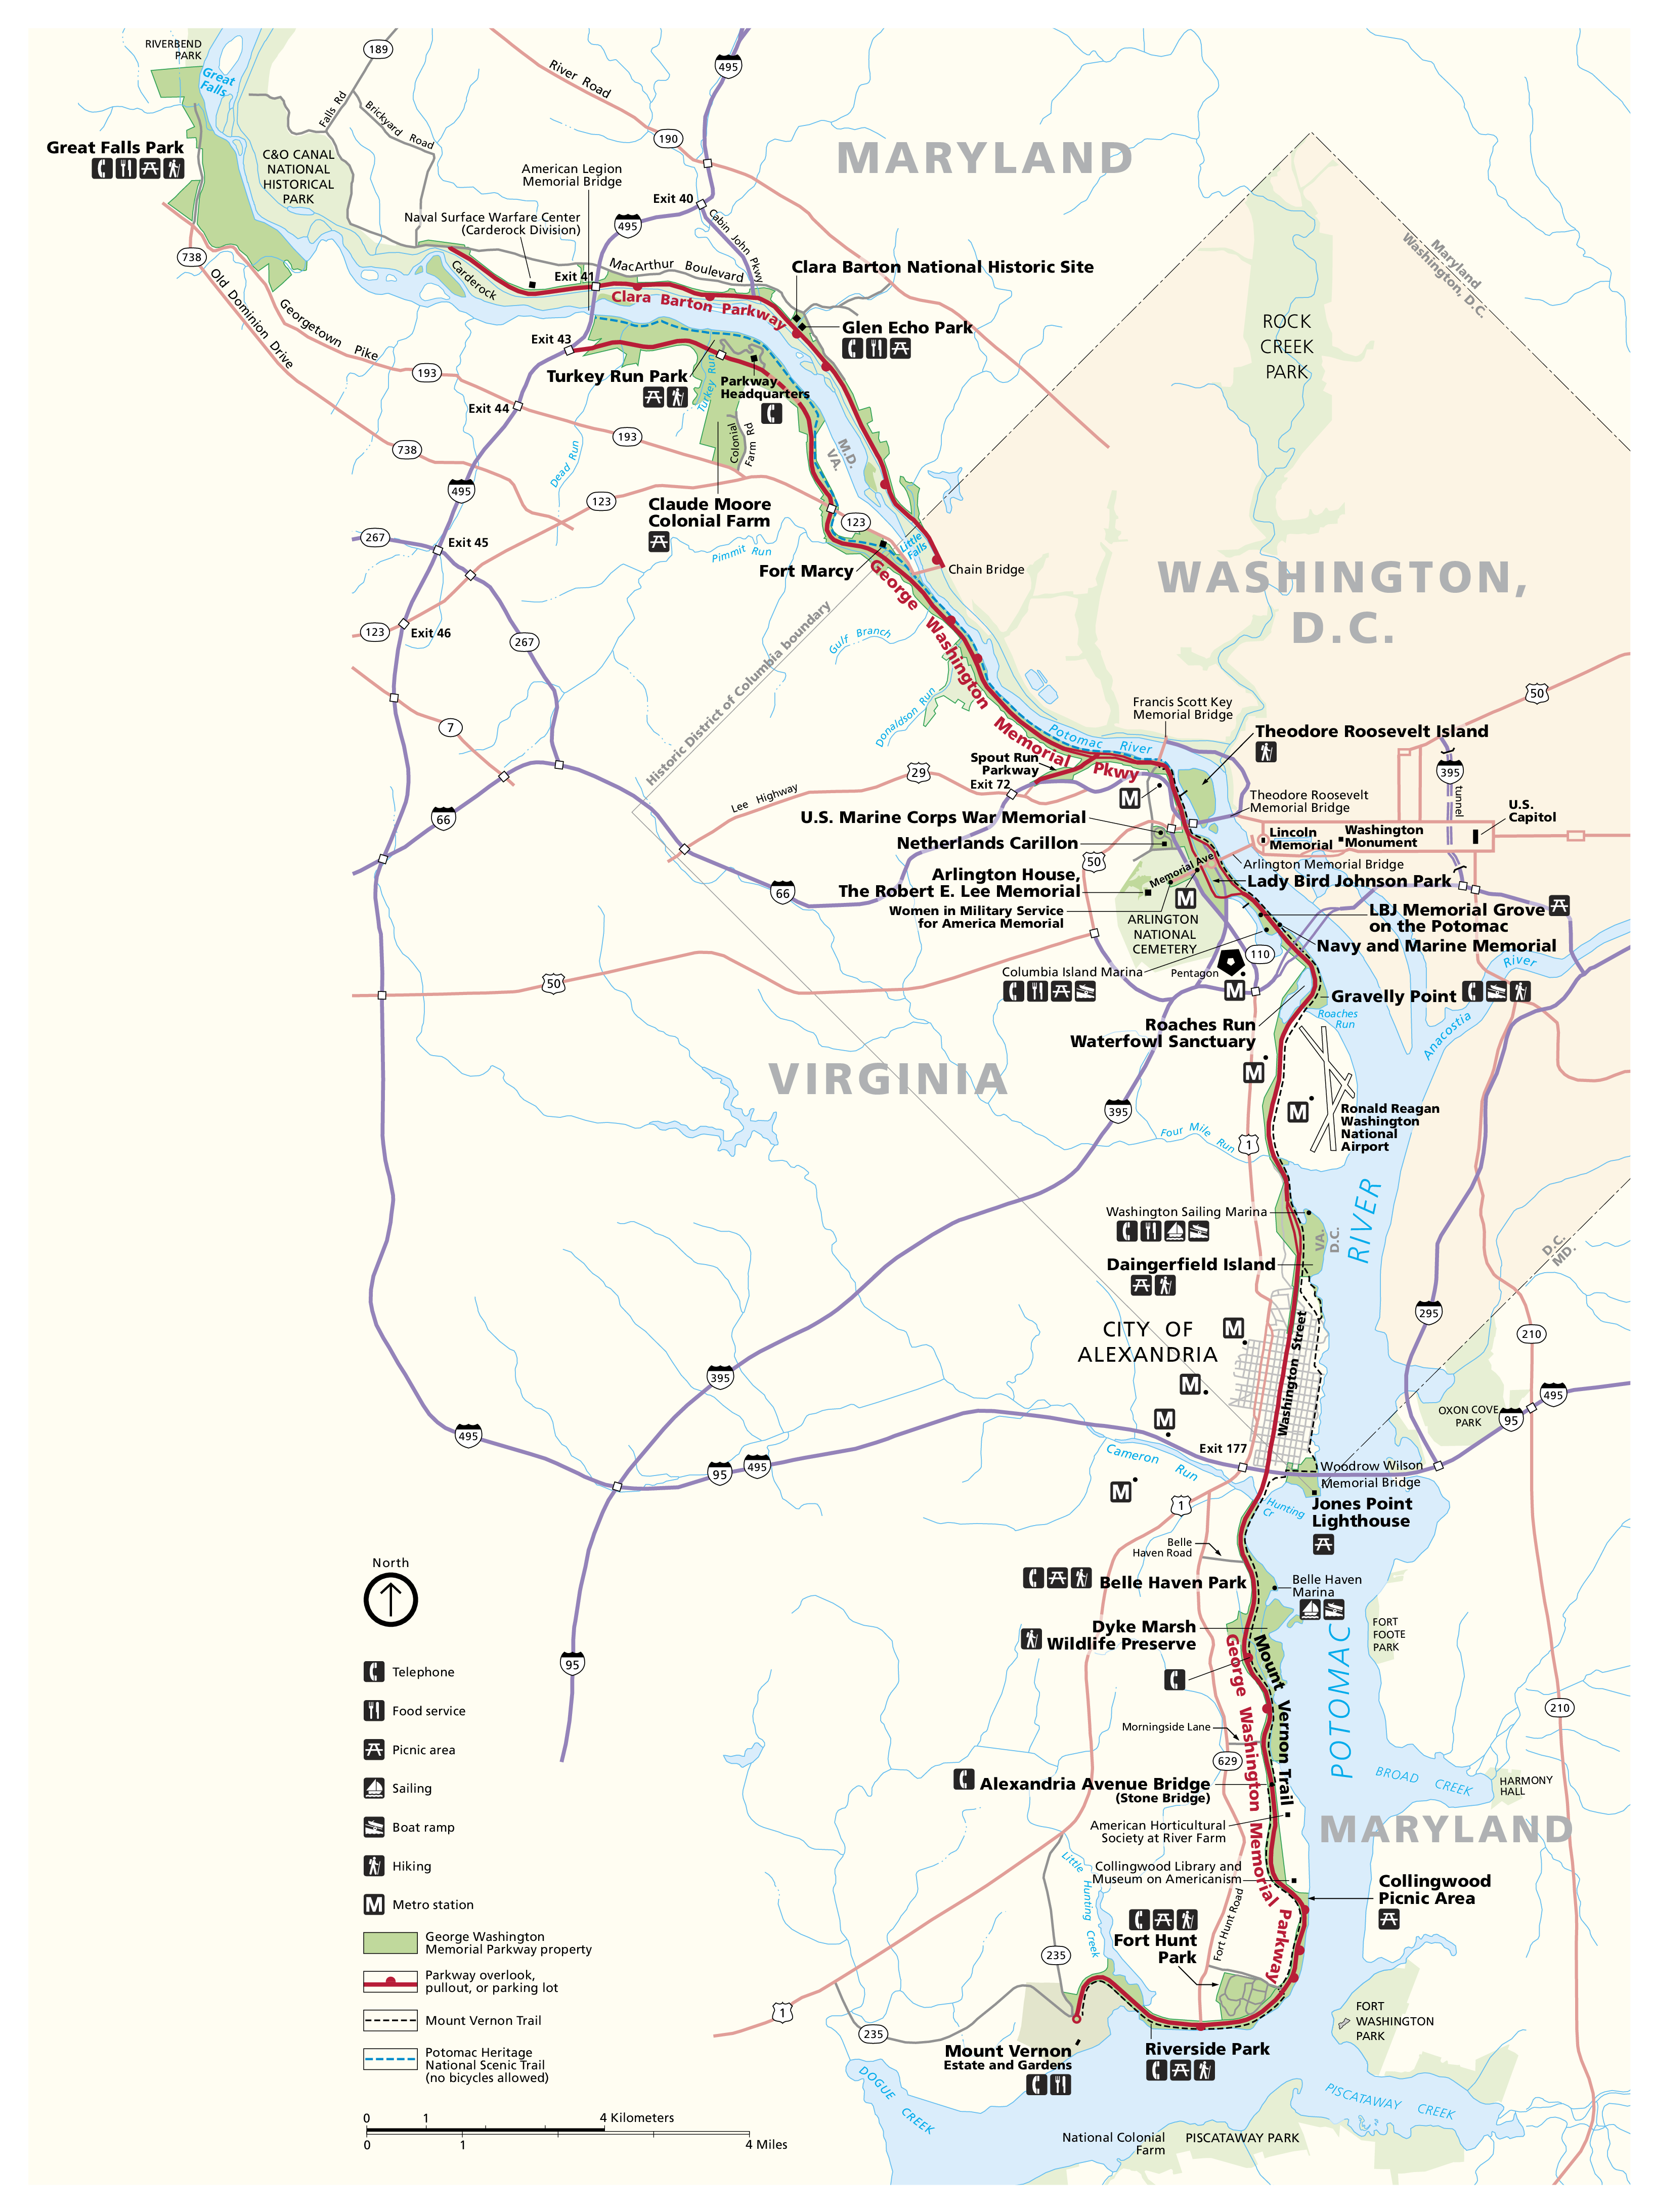 RIVERBEND
PARK
Great
Falls
189
Falls Rd
Brickyard Road
River Road
495
190
MARYLAND
Great Falls Park
C&O CANAL
NATIONAL
HISTORICAL
PARK
American Legion
Memorial Bridge
Naval Surface Warfare Center
(Carderock Division)
Exit 40
495
Cabin John Pkwy
Maryland
Washington, D.C.
738
Old Dominion Drive
Georgetown Pike
Carderock
Exit 41
MacArthur Boulevard
Clara Barton Parkway
Clara Barton National Historic Site
Glen Echo Park
ROCK
CREEK
PARK
Exit 43
193
Turkey Run Park
Turkey Run
Parkway
Headquarters
Exit 44
193
738
Dead Run
Colonial
Farm Rd
M.D.
VA.
495
123
Claude Moore
Colonial Farm
123
267
Exit 45
Pimmit Run
Little
Falls
Fort Marcy
Chain Bridge
WASHINGTON,
D.C.
George Washington Memorial Pkwy
123
Exit 46
267
Gulf Branch
Historic District of Columbia boundary
Donaldson Run
7
50
Francis Scott Key
Memorial Bridge
Potomac River
Theodore Roosevelt Island
Spout Run
Parkway
Exit 72
29
Lee Highway
395
tunnel
M
Theodore Roosevelt
Memorial Bridge
U.S.
Capitol
66
U.S. Marine Corps War Memorial
Netherlands Carillon
Lincoln
Memorial
Washington
Monument
50
Memorial Ave
Arlington Memorial Bridge
66
Arlington House,
The Robert E. Lee Memorial
Lady Bird Johnson Park
M
Women in Military Service
for America Memorial
ARLINGTON
NATIONAL
CEMETERY
LBJ Memorial Grove
on the Potomac
Navy and Marine Memorial
110
Columbia Island Marina
Pentagon
M
River
Anacostia
50
Gravelly Point
Roaches
Run
Roaches Run
Waterfowl Sanctuary
M
VIRGINIA
M
395
Ronald Reagan
Washington
National
Airport
Four Mile Run
1
RIVER
Washington Sailing Marina
VA.
D.C.
D.C.
MD.
Daingerfield Island
295
210
CITY OF
ALEXANDRIA
M
Washington Street
395
M
495
95
OXON COVE
PARK
M
495
Exit 177
Cameron Run
95
495
Woodrow Wilson
Memorial Bridge
M
1
Hunting
Cr
Jones Point
Lighthouse
Belle
Haven Road
North
Belle Haven Park
Belle Haven
Marina
Dyke Marsh
Wildlife Preserve
FORT
FOOTE
PARK
95
George Washington Memorial Parkway
Mount Vernon Trail
POTOMAC
210
Morningside Lane
629
Alexandria Avenue Bridge
(Stone Bridge)
BROAD CREEK
HARMONY
HALL
American Horticultural
Society at River Farm
MARYLAND
Little Hunting Creek
Collingwood Library and
Museum on Americanism
Collingwood
Picnic Area
Fort Hunt
Park
Fort Hunt Road
235
1
235
FORT
WASHINGTON
PARK
Mount Vernon
Estate and Gardens
Riverside Park
DOGUE
CREEK
PISCATAWAY CREEK
National Colonial
Farm
PISCATAWAY PARK
Telephone
Food service
Picnic area
Sailing
Boat ramp
Hiking
M Metro station
George Washington
Memorial Parkway property
Parkway overlook,
pullout, or parking lot
Mount Vernon Trail
Potomac Heritage
National Scenic Trail
(no bicycles allowed)
0 1 4 Kilometers
0 1 4 Miles